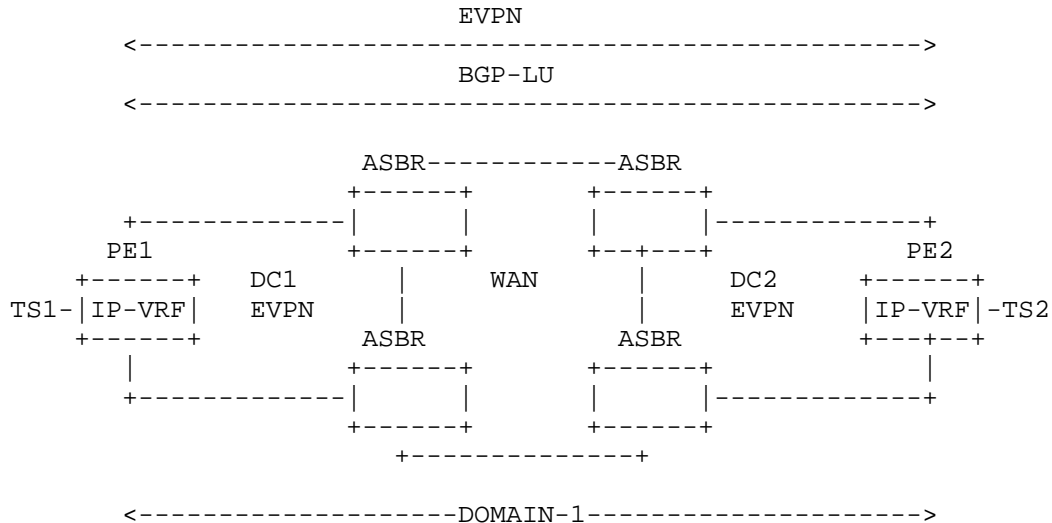 EVPN
<------------------------------------------------->
BGP-LU
<------------------------------------------------->
ASBR------------ASBR
PE1 PE2
DC1 WAN DC2
TS1-|IP-VRF| EVPN EVPN |IP-VRF|-TS2
ASBR ASBR
<--------------------DOMAIN-1--------------------->